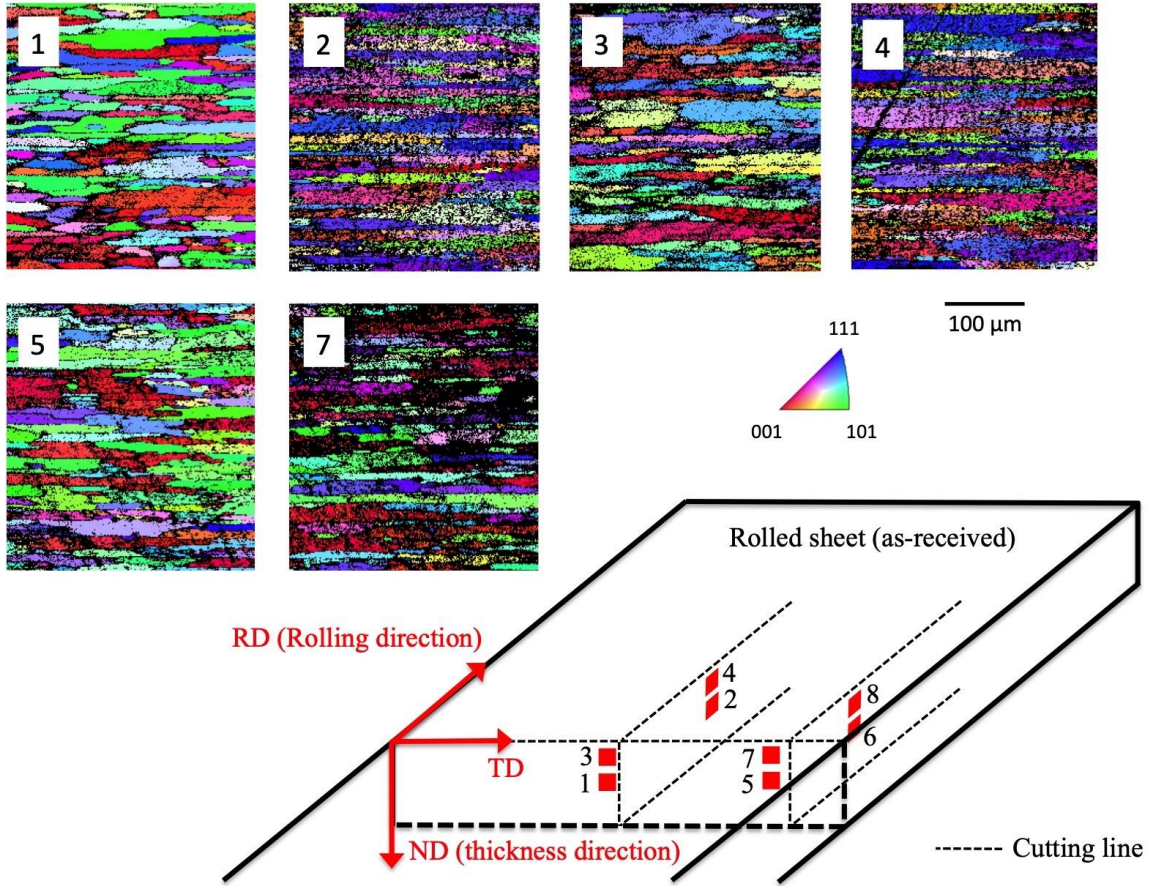 1
2
3
4
5
7
100 µm
111
001
101
Rolled sheet (as-received)
RD (Rolling direction)
4
2
8
6
3
1
7
5
TD
ND (thickness direction)
Cutting line